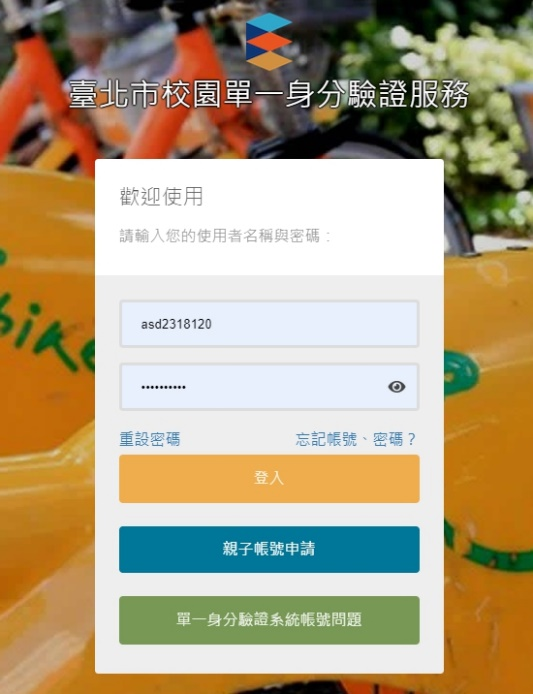 臺北市校園單一身分驗證服務
歡迎使用
請輸入您的使用者名稱與密碼：
asd2318120
••••••••••
重設密碼 忘記帳號、密碼？
登入
親子帳號申請
單一身分驗證系統帳號問題
bike